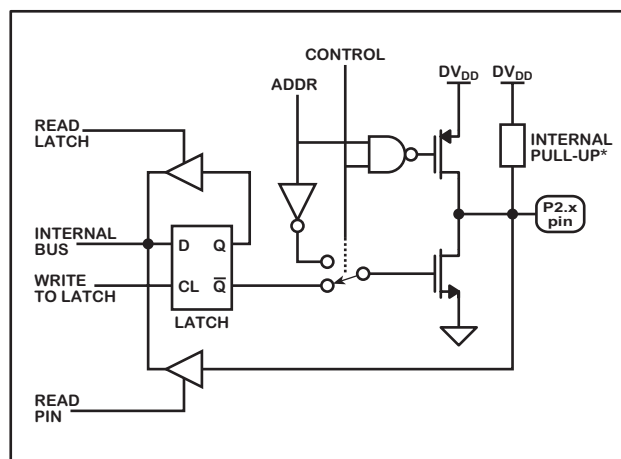 CONTROL
ADDR
DVDD
DVDD
READ
LATCH
INTERNAL
PULL-UP*
P2.x
pin
INTERNAL
BUS
D Q
WRITE
TO LATCH
CL Q̅
LATCH
READ
PIN